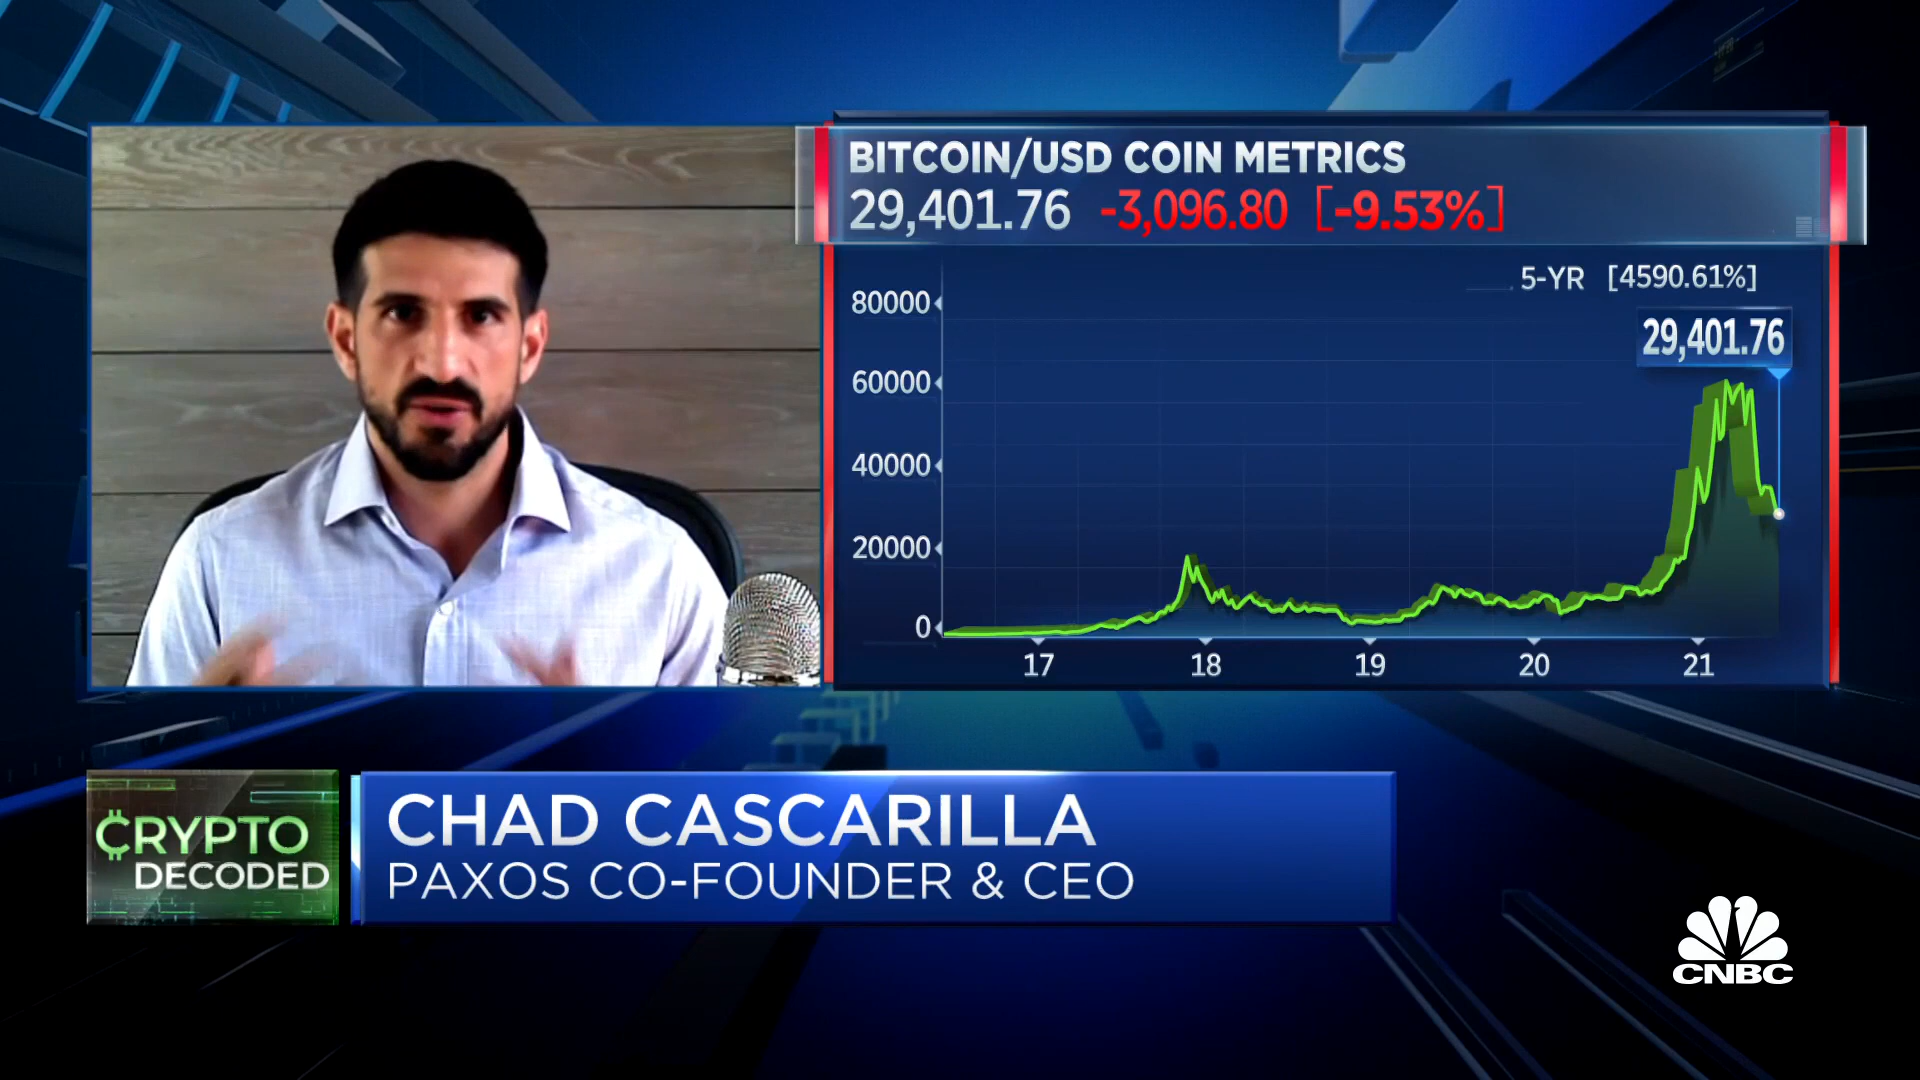 BITCOIN/USD COIN METRICS
29,401.76 -3,096.80 [-9.53%]
5-YR [4590.61%]
29,401.76
80000
60000
40000
20000
0
17 18 19 20 21
CRYPTO
DECODED
CHAD CASCARILLA
PAXOS CO-FOUNDER & CEO
CNBC